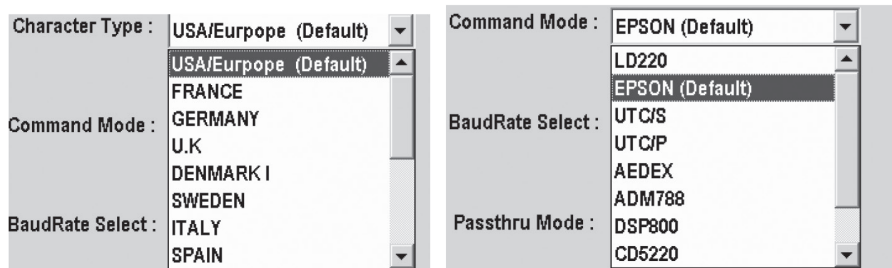 Character Type : USA/Eurpope (Default)
USA/Eurpope (Default)
FRANCE
Command Mode : GERMANY
U.K
DENMARK I
SWEDEN
BaudRate Select : ITALY
SPAIN
Command Mode : EPSON (Default)
LD220
EPSON (Default)
BaudRate Select : UTC/S
UTC/P
AEDEX
ADM788
Passthru Mode : DSP800
CD5220